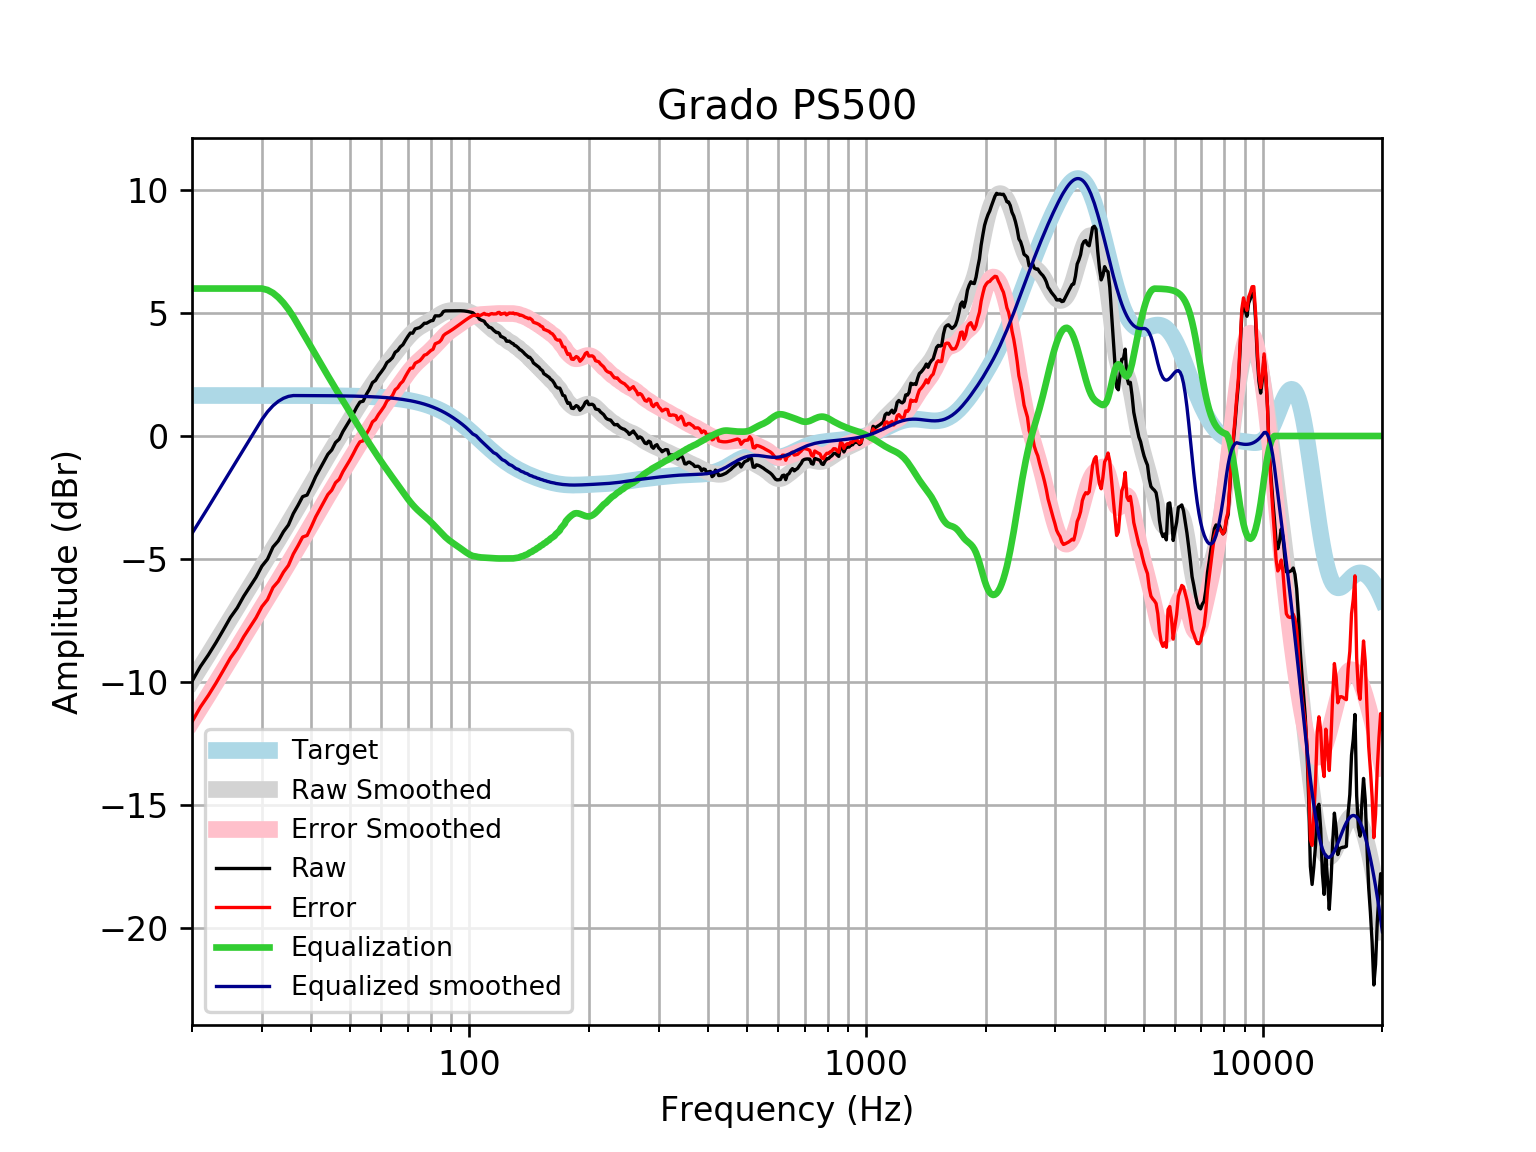 Grado PS500
10
5
0
−5
−10
−15
−20
Amplitude (dBr)
Target
Raw Smoothed
Error Smoothed
Raw
Error
Equalization
Equalized smoothed
100
1000
10000
Frequency (Hz)